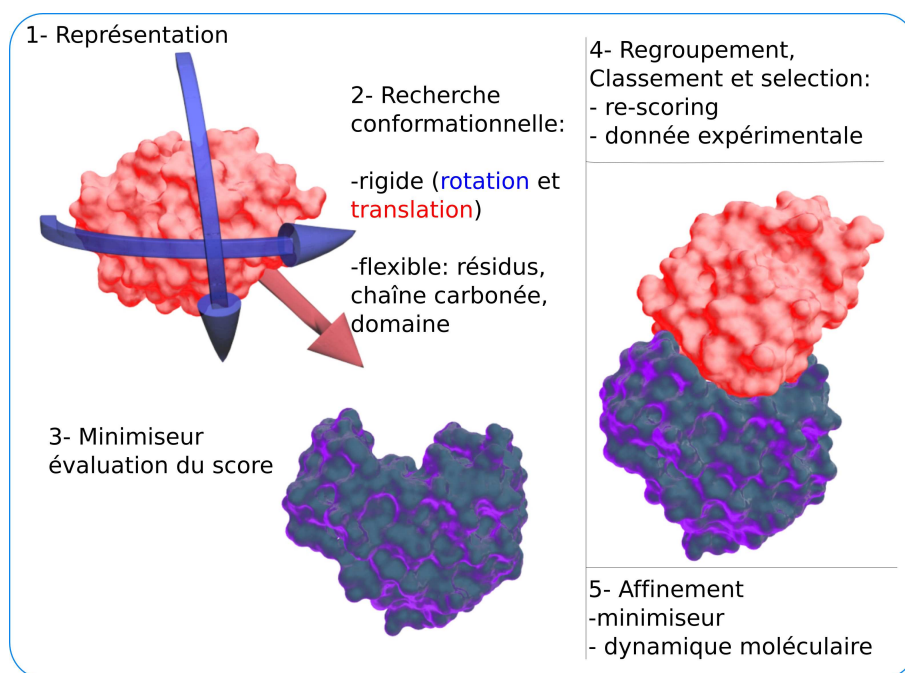 1- Représentation
2- Recherche
conformationnelle:
-rigide (rotation et
translation)
-flexible: résidus,
chaîne carbonée,
domaine
3- Minimiseur
évaluation du score
4- Regroupement,
Classement et selection:
- re-scoring
- donnée expérimentale
5- Affinement
-minimiseur
- dynamique moléculaire